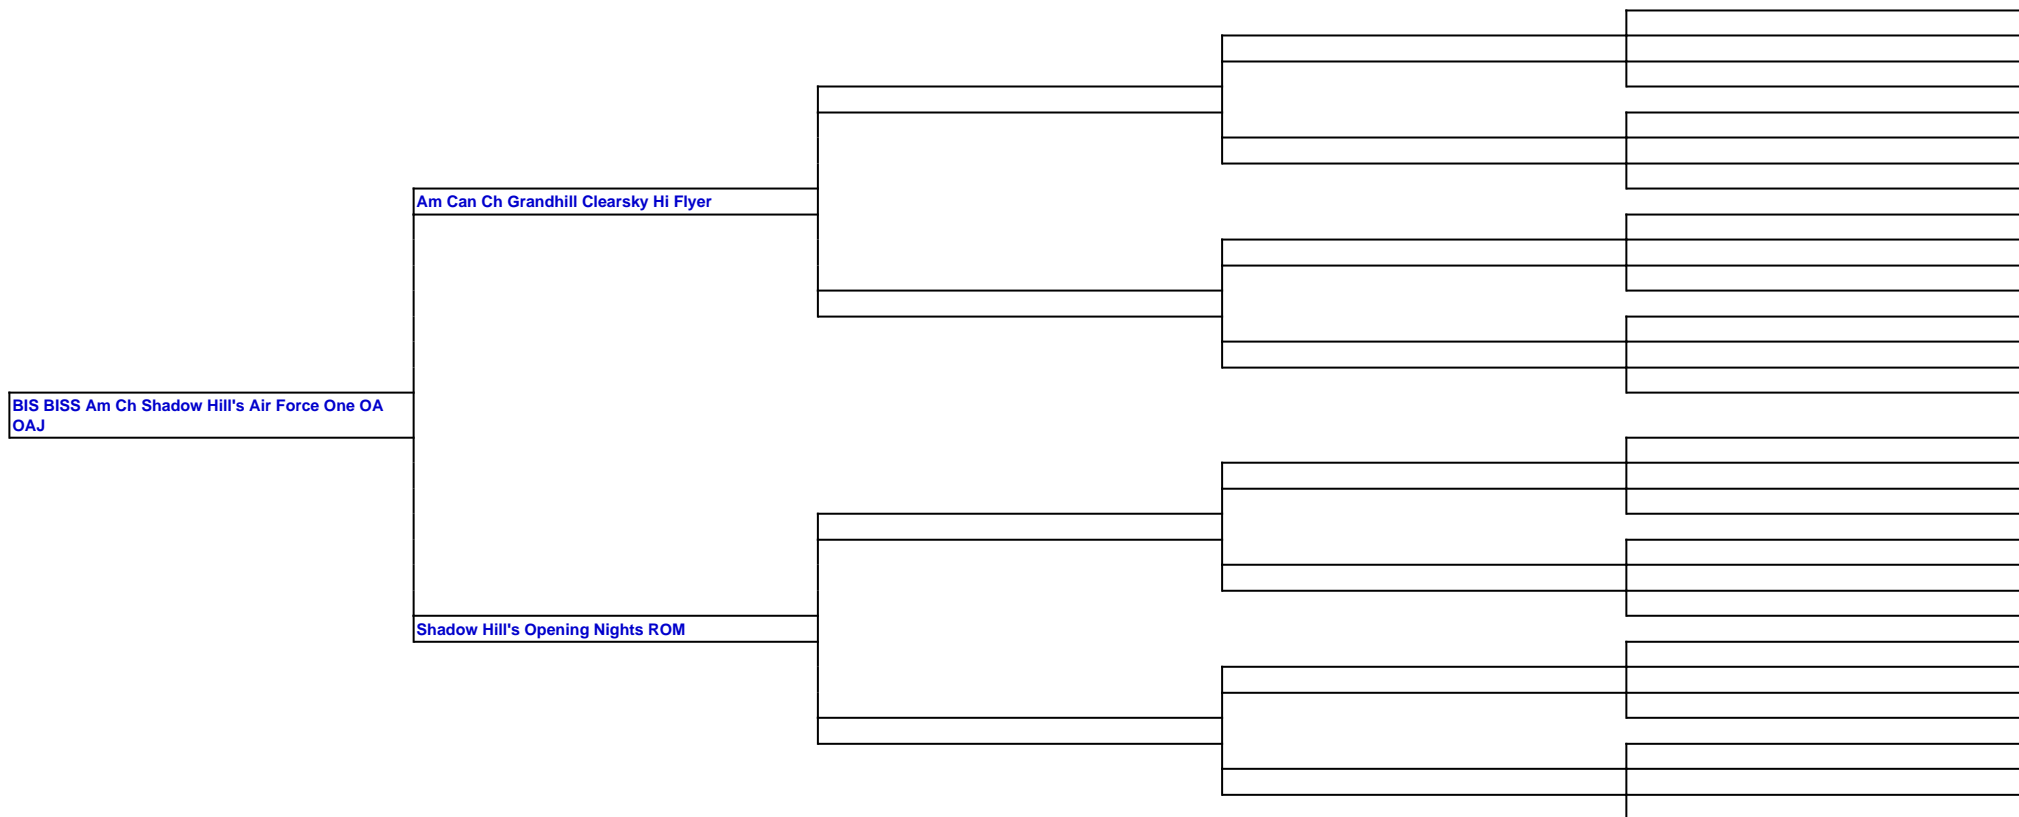 Am Can Ch Grandhill Clearsky Hi Flyer
BIS BISS Am Ch Shadow Hill's Air Force One OA
OAJ
Shadow Hill's Opening Nights ROM